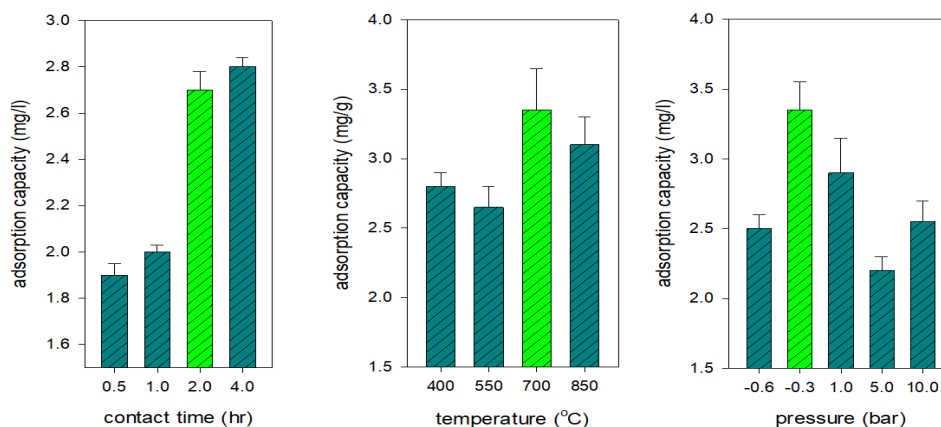 adsorption capacity (mg/l)
3.0
2.8
2.6
2.4
2.2
2.0
1.8
1.6
0.5 1.0 2.0 4.0
contact time (hr)
adsorption capacity (mg/g)
4.0
3.5
3.0
2.5
2.0
1.5
400 550 700 850
temperature (°C)
adsorption capacity (mg/l)
4.0
3.5
3.0
2.5
2.0
1.5
-0.6 -0.3 1.0 5.0 10.0
pressure (bar)